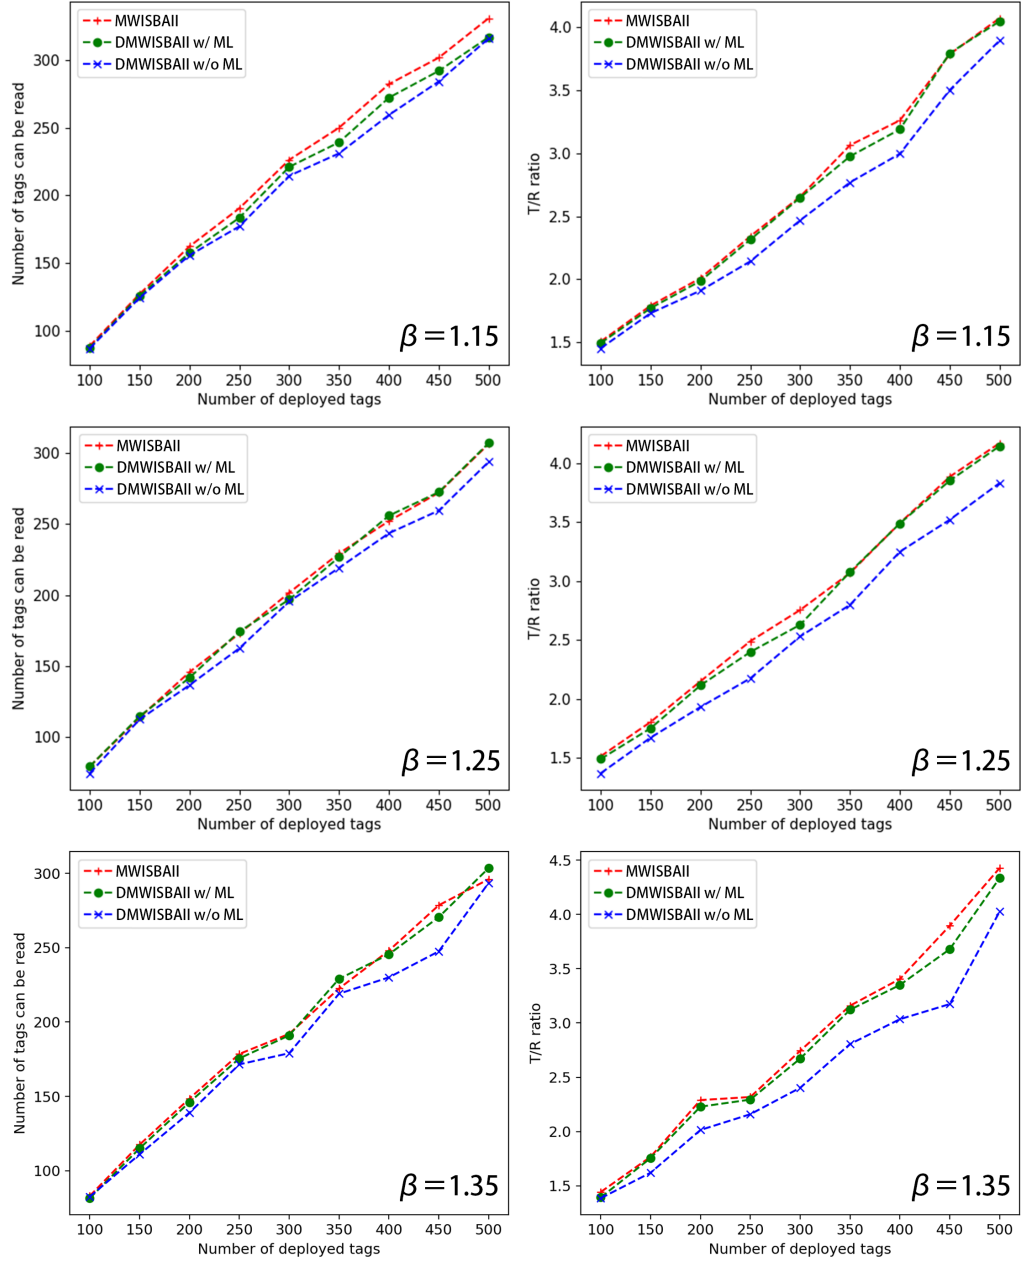 MWISBAII
DMWISBAII w/ ML
DMWISBAII w/o ML
300
250
200
150
100
Number of tags can be read
β=1.15
100 150 200 250 300 350 400 450 500
Number of deployed tags
MWISBAII
DMWISBAII w/ ML
DMWISBAII w/o ML
4.0
3.5
3.0
2.5
2.0
1.5
T/R ratio
β=1.15
100 150 200 250 300 350 400 450 500
Number of deployed tags
MWISBAII
DMWISBAII w/ ML
DMWISBAII w/o ML
300
250
200
150
100
Number of tags can be read
β=1.25
100 150 200 250 300 350 400 450 500
Number of deployed tags
MWISBAII
DMWISBAII w/ ML
DMWISBAII w/o ML
4.0
3.5
3.0
2.5
2.0
1.5
T/R ratio
β=1.25
100 150 200 250 300 350 400 450 500
Number of deployed tags
MWISBAII
DMWISBAII w/ ML
DMWISBAII w/o ML
300
250
200
150
100
Number of tags can be read
β=1.35
100 150 200 250 300 350 400 450 500
Number of deployed tags
MWISBAII
DMWISBAII w/ ML
DMWISBAII w/o ML
4.5
4.0
3.5
3.0
2.5
2.0
1.5
T/R ratio
β=1.35
100 150 200 250 300 350 400 450 500
Number of deployed tags